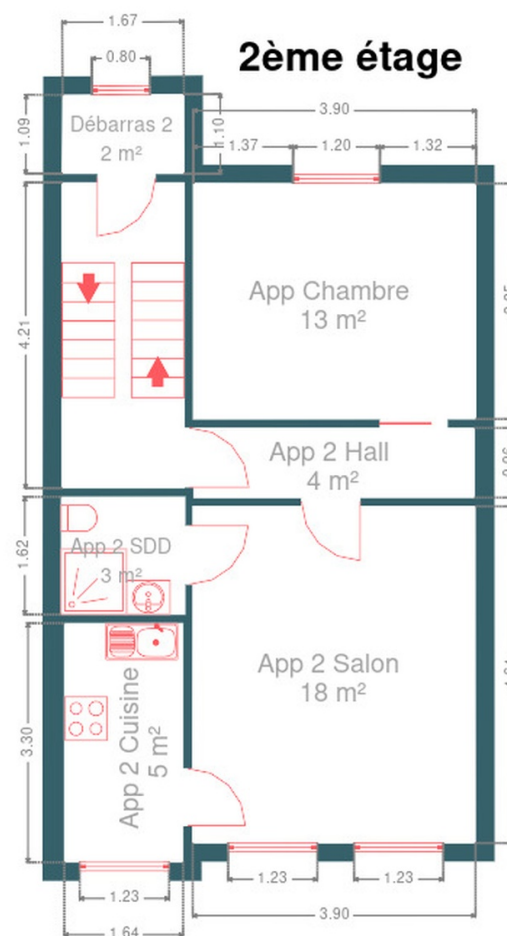 2ème étage
1.67
0.80
3.90
Débarras 2
2 m²
1.09
1.10
1.37
1.20
1.32
App Chambre
13 m²
4.21
App 2 Hall
4 m²
App 2 SDD
3 m²
1.62
App 2 Salon
18 m²
App 2 Cuisine
5 m²
3.30
1.23
1.23
1.23
1.64
3.90